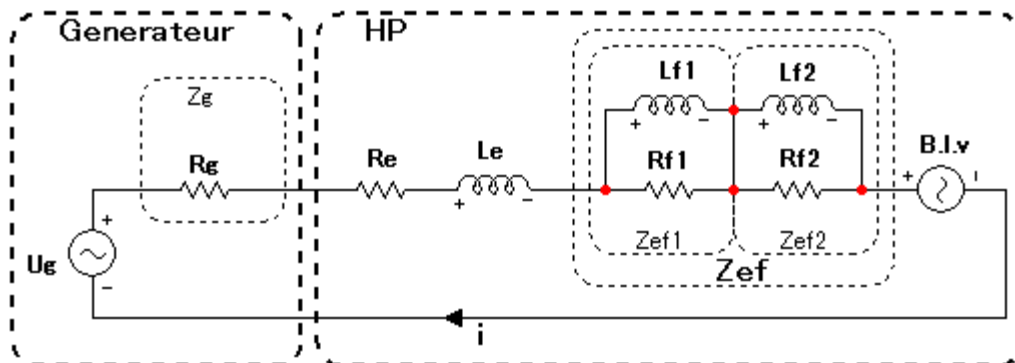 Generateur
HP
Lf1
Lf2
Zg
Rg
Re
Le
Rf1
Rf2
B.l.v
Zef1
Zef2
Zef
Ug
i